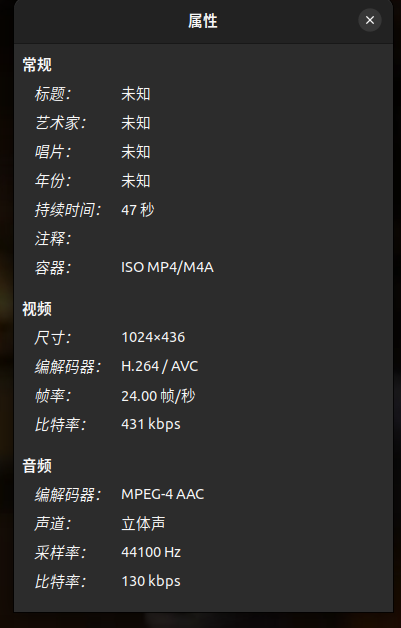 属性
常规
标题： 未知
艺术家： 未知
唱片： 未知
年份： 未知
持续时间： 47 秒
注释：
容器： ISO MP4/M4A
视频
尺寸： 1024×436
编解码器： H.264 / AVC
帧率： 24.00 帧/秒
比特率： 431 kbps
音频
编解码器： MPEG-4 AAC
声道： 立体声
采样率： 44100 Hz
比特率： 130 kbps